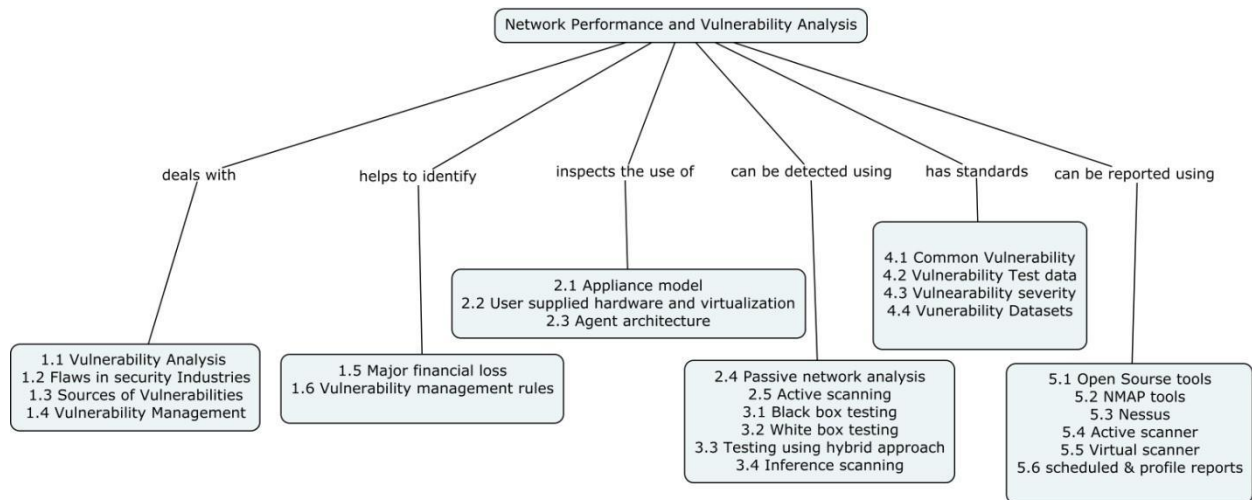 Network Performance and Vulnerability Analysis
deals with
helps to identify
inspects the use of
can be detected using
has standards
can be reported using
1.1 Vulnerability Analysis
1.2 Flaws in security Industries
1.3 Sources of Vulnerabilities
1.4 Vulnerability Management
1.5 Major financial loss
1.6 Vulnerability management rules
2.1 Appliance model
2.2 User supplied hardware and virtualization
2.3 Agent architecture
2.4 Passive network analysis
2.5 Active scanning
3.1 Black box testing
3.2 White box testing
3.3 Testing using hybrid approach
3.4 Inference scanning
4.1 Common Vulnerability
4.2 Vulnerability Test data
4.3 Vulnearability severity
4.4 Vunerability Datasets
5.1 Open Sourse tools
5.2 NMAP tools
5.3 Nessus
5.4 Active scanner
5.5 Virtual scanner
5.6 scheduled & profile reports